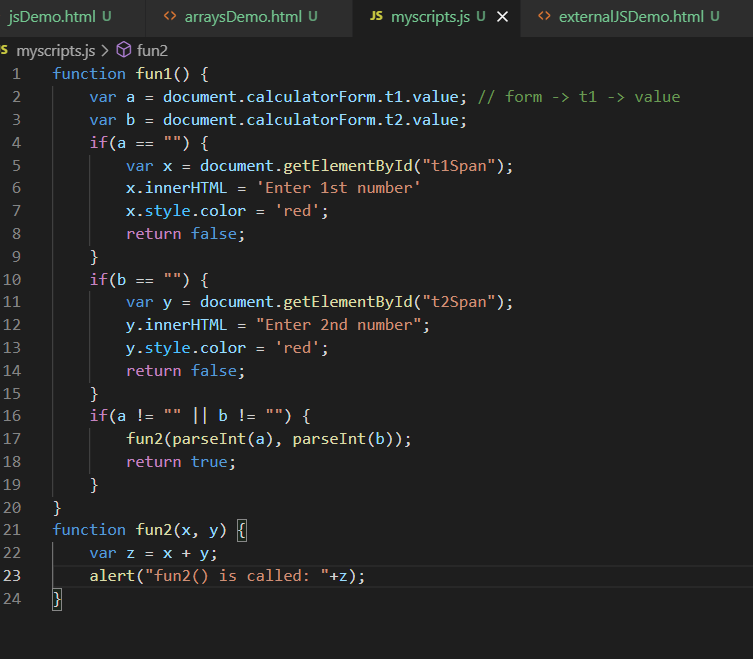 jsDemo.html U <> arraysDemo.html U JS myscripts.js U × <> externalJSDemo.html U
JS myscripts.js > fun2
1 function fun1() {
2     var a = document.calculatorForm.t1.value; // form -> t1 -> value
3     var b = document.calculatorForm.t2.value;
4     if(a == "") {
5         var x = document.getElementById("t1Span");
6         x.innerHTML = 'Enter 1st number'
7         x.style.color = 'red';
8         return false;
9     }
10     if(b == "") {
11         var y = document.getElementById("t2Span");
12         y.innerHTML = "Enter 2nd number";
13         y.style.color = 'red';
14         return false;
15     }
16     if(a != "" || b != "") {
17         fun2(parseInt(a), parseInt(b));
18         return true;
19     }
20 }
21 function fun2(x, y) {
22     var z = x + y;
23     alert("fun2() is called: "+z);
24 }